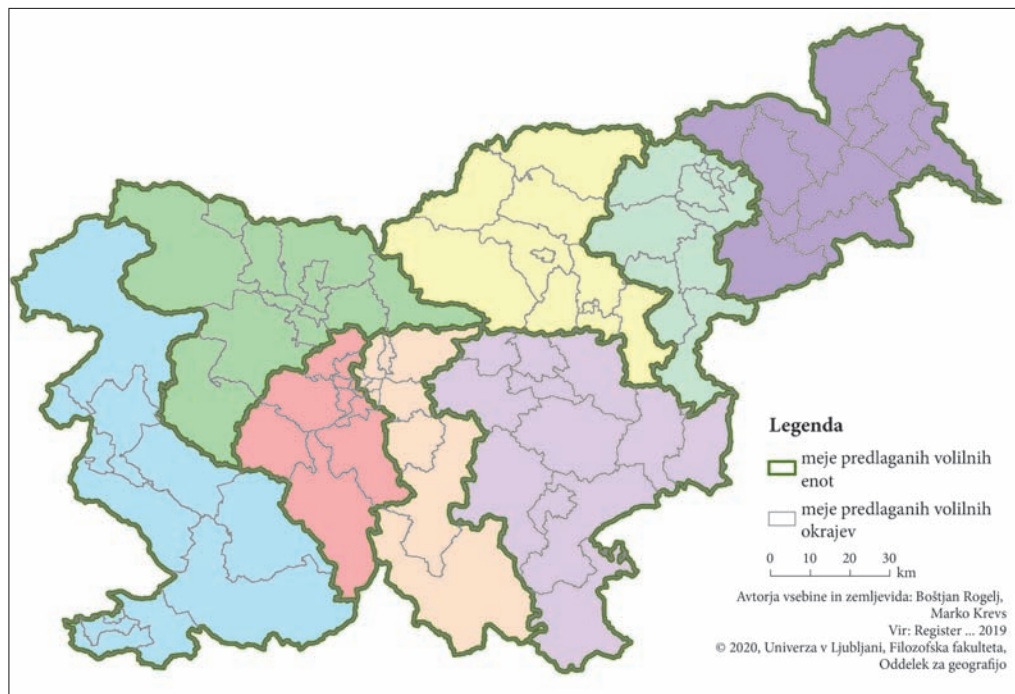 Legenda
meje predlaganih volilnih
enot
meje predlaganih volilnih
okrajev
0 10 20 30
km
Avtorja vsebine in zemljevida: Boštjan Rogelj,
Marko Krevs
Vir: Register ... 2019
© 2020, Univerza v Ljubljani, Filozofska fakulteta,
Oddelek za geografijo